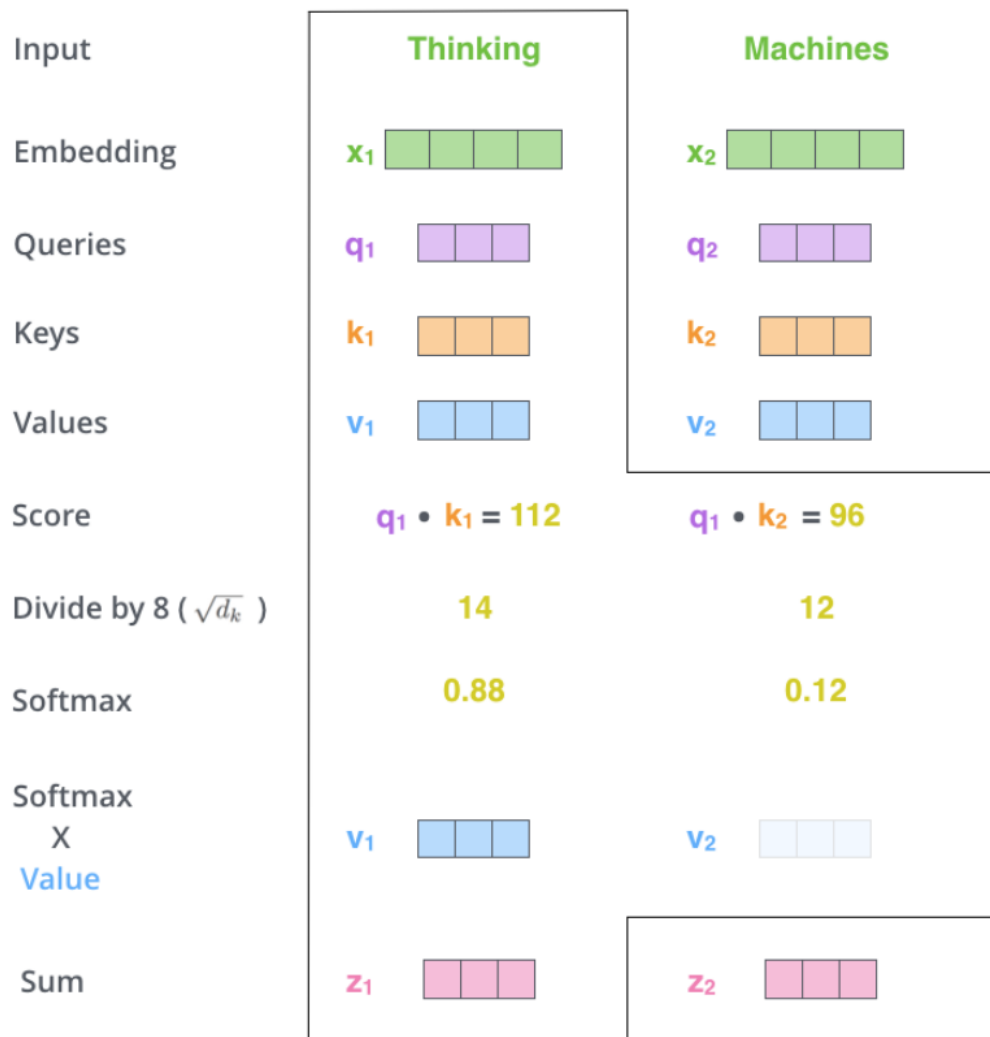 Input Thinking Machines
Embedding x₁ x₂
Queries q₁ q₂
Keys k₁ k₂
Values v₁ v₂
Score q₁ • k₁ = 112 q₁ • k₂ = 96
Divide by 8 ( √dₖ ) 14 12
Softmax 0.88 0.12
Softmax
X
Value v₁ v₂
Sum z₁ z₂